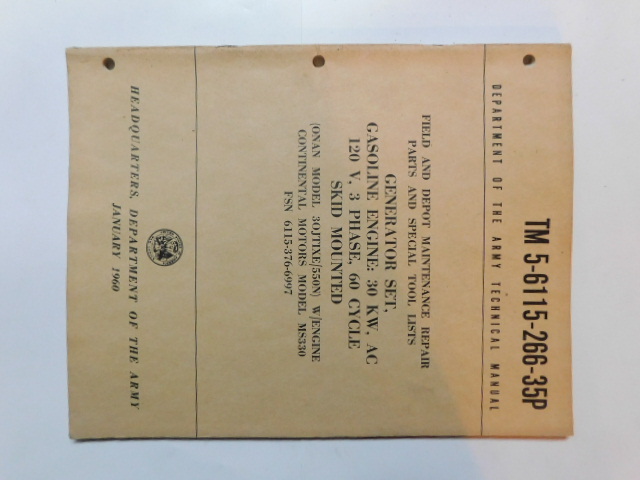 TM 5-6115-266-35P
DEPARTMENT OF THE ARMY TECHNICAL MANUAL
FIELD AND DEPOT MAINTENANCE REPAIR
PARTS AND SPECIAL TOOL LISTS
GENERATOR SET,
GASOLINE ENGINE: 30 KW, AC
120 V, 3 PHASE, 60 CYCLE
SKID MOUNTED
(ONAN MODEL 30JTIXE/550N) W/ENGINE
CONTINENTAL MOTORS MODEL MS330
FSN 6115-376-6997
HEADQUARTERS, DEPARTMENT OF THE ARMY
JANUARY 1960